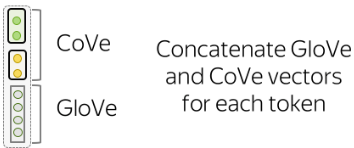 CoVe
GloVe
Concatenate GloVe
and CoVe vectors
for each token